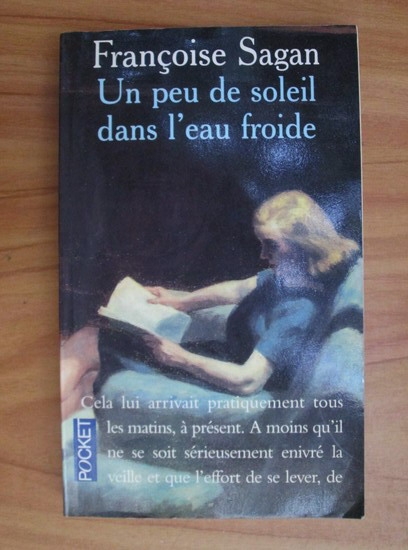 Françoise Sagan
Un peu de soleil
dans l'eau froide
Cela lui arrivait pratiquement tous
les matins, à présent. A moins qu'il
ne se soit sérieusement enivré la
veille et que l'effort de se lever, de
POCKET